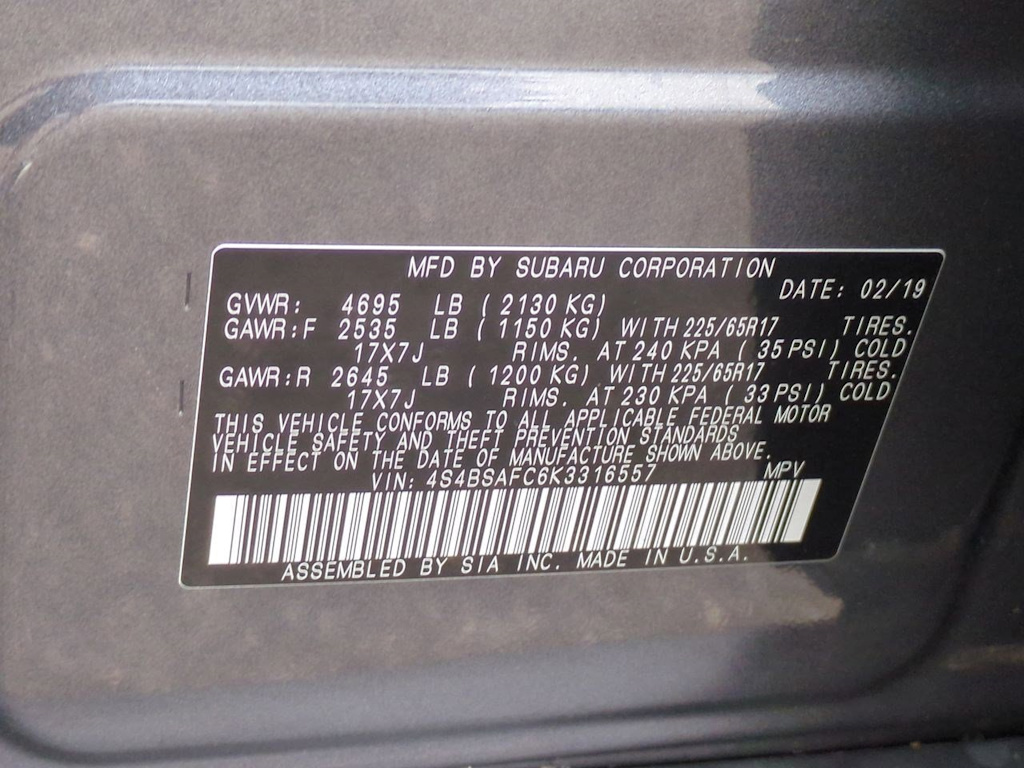 MFD BY SUBARU CORPORATION
DATE: 02/19
GVWR: 4695 LB ( 2130 KG)
GAWR:F 2535 LB ( 1150 KG) WITH 225/65R17 TIRES.
17X7J RIMS. AT 240 KPA ( 35 PSI) COLD
GAWR:R 2645 LB ( 1200 KG) WITH 225/65R17 TIRES.
17X7J RIMS. AT 230 KPA ( 33 PSI) COLD
THIS VEHICLE CONFORMS TO ALL APPLICABLE FEDERAL MOTOR
VEHICLE SAFETY AND THEFT PREVENTION STANDARDS
IN EFFECT ON THE DATE OF MANUFACTURE SHOWN ABOVE.
VIN: 4S4BSAFC6K3316557 MPV
ASSEMBLED BY SIA INC. MADE IN U.S.A.